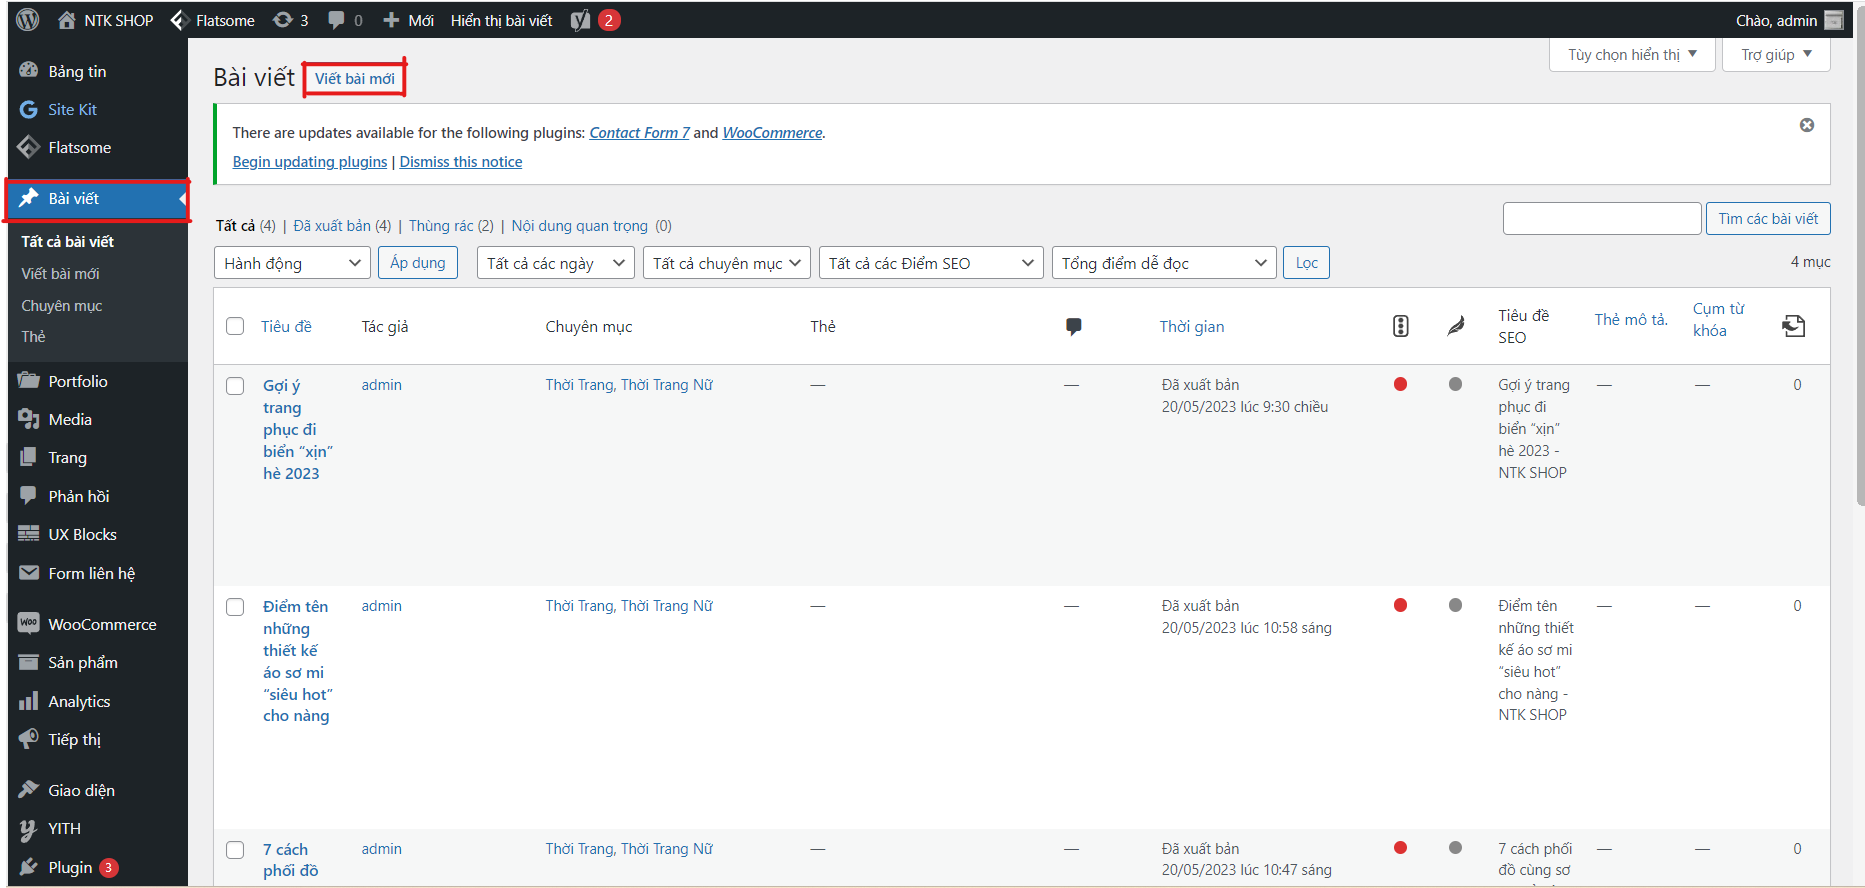 NTK SHOP Flatsome 3 0 Mới Hiển thị bài viết 2 Chào, admin
Tùy chọn hiển thị Trợ giúp
Bảng tin
Site Kit
Flatsome
Bài viết
Tất cả bài viết
Viết bài mới
Chuyên mục
Thẻ
Portfolio
Media
Trang
Phản hồi
UX Blocks
Form liên hệ
Woo WooCommerce
Sản phẩm
Analytics
Tiếp thị
Giao diện
YITH
Plugin 3
Bài viết Viết bài mới
There are updates available for the following plugins: Contact Form 7 and WooCommerce.
Begin updating plugins | Dismiss this notice
Tất cả (4) | Đã xuất bản (4) | Thùng rác (2) | Nội dung quan trọng (0)
Tìm các bài viết
Hành động Áp dụng Tất cả các ngày Tất cả chuyên mục Tất cả các Điểm SEO Tổng điểm dễ đọc Lọc 4 mục
Tiêu đề Tác giả Chuyên mục Thẻ Thời gian Tiêu đề SEO Thẻ mô tả. Cụm từ khóa
Gợi ý
trang
phục đi
biển “xịn”
hè 2023
admin
Thời Trang, Thời Trang Nữ
—
—
Đã xuất bản
20/05/2023 lúc 9:30 chiều
Gợi ý trang
phục đi
biển “xịn”
hè 2023 -
NTK SHOP
—
—
0
Điểm tên
những
thiết kế
áo sơ mi
“siêu hot”
cho nàng
admin
Thời Trang, Thời Trang Nữ
—
—
Đã xuất bản
20/05/2023 lúc 10:58 sáng
Điểm tên
những thiết
kế áo sơ mi
“siêu hot”
cho nàng -
NTK SHOP
—
—
0
7 cách
phối đồ
admin
Thời Trang, Thời Trang Nữ
—
—
Đã xuất bản
20/05/2023 lúc 10:47 sáng
7 cách phối
đồ cùng sơ
—
—
0